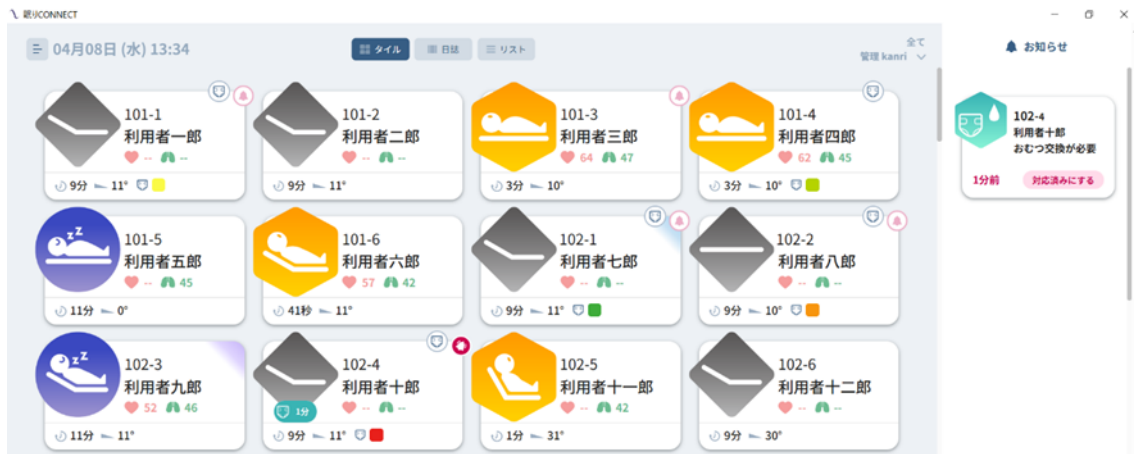 眠りCONNECT
04月08日 (水) 13:34
タイル
日誌
リスト
全て
管理 kanri
お知らせ
101-1
利用者一郎
-- --
9分 11°
101-2
利用者二郎
-- --
9分 11°
101-3
利用者三郎
64 47
3分 10°
101-4
利用者四郎
62 45
3分 10°
101-5
利用者五郎
-- 45
11分 0°
101-6
利用者六郎
57 42
41秒 11°
102-1
利用者七郎
-- --
9分 11°
102-2
利用者八郎
-- --
9分 10°
102-3
利用者九郎
52 46
11分 11°
102-4
利用者十郎
1分
-- --
9分 11°
102-5
利用者十一郎
-- 42
1分 31°
102-6
利用者十二郎
-- --
9分 30°
102-4
利用者十郎
おむつ交換が必要
1分前
対応済みにする